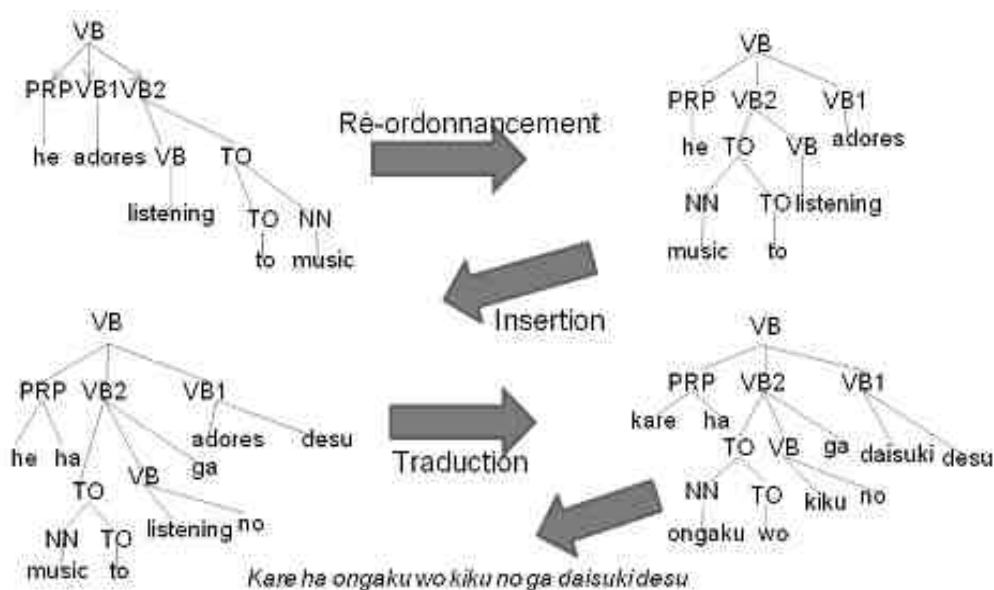 VB
PRP VB1 VB2
he adores VB TO
listening TO NN
to music
Ré-ordonnancement
VB
PRP VB2 VB1
he TO VB adores
NN TO listening
music to
Insertion
VB
PRP VB2 VB1
he ha adores desu
ga
TO VB
NN TO listening no
music to
Traduction
VB
PRP VB2 VB1
kare ha ga daisuki desu
TO VB
NN TO kiku no
ongaku wo
Kare ha ongaku wo kiku no ga daisuki desu